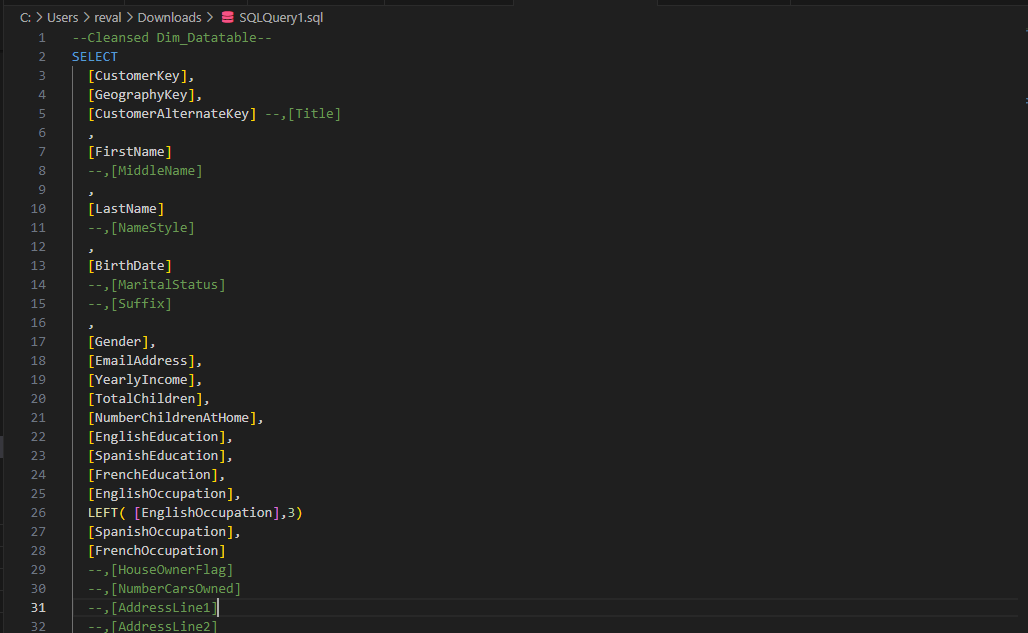 C: > Users > reval > Downloads > SQLQuery1.sql
1 --Cleansed Dim_Datatable--
2 SELECT
3 [CustomerKey],
4 [GeographyKey],
5 [CustomerAlternateKey] --,[Title]
6 ,
7 [FirstName]
8 --,[MiddleName]
9 ,
10 [LastName]
11 --,[NameStyle]
12 ,
13 [BirthDate]
14 --,[MaritalStatus]
15 --,[Suffix]
16 ,
17 [Gender],
18 [EmailAddress],
19 [YearlyIncome],
20 [TotalChildren],
21 [NumberChildrenAtHome],
22 [EnglishEducation],
23 [SpanishEducation],
24 [FrenchEducation],
25 [EnglishOccupation],
26 LEFT( [EnglishOccupation],3)
27 [SpanishOccupation],
28 [FrenchOccupation]
29 --,[HouseOwnerFlag]
30 --,[NumberCarsOwned]
31 --,[AddressLine1]
32 --,[AddressLine2]